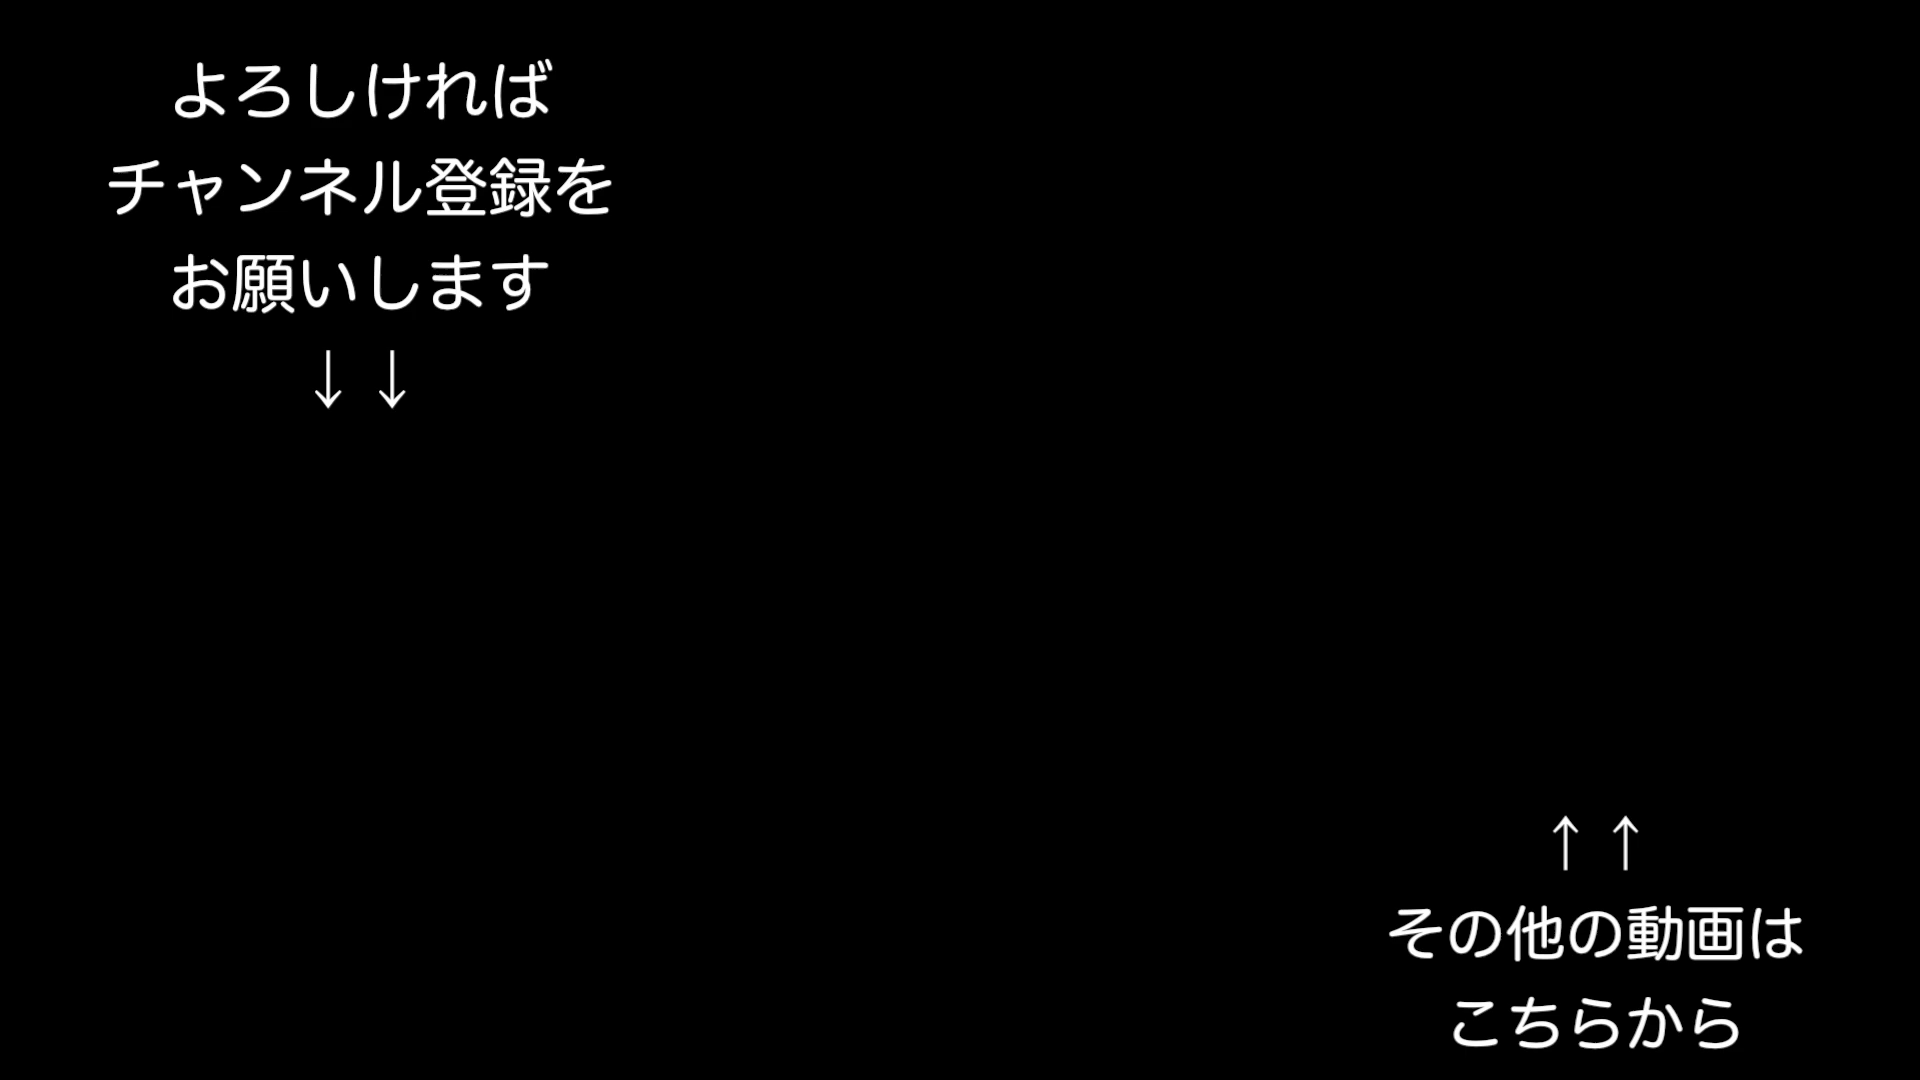 よろしければ
チャンネル登録を
お願いします
↓↓
↑↑
その他の動画は
こちらから